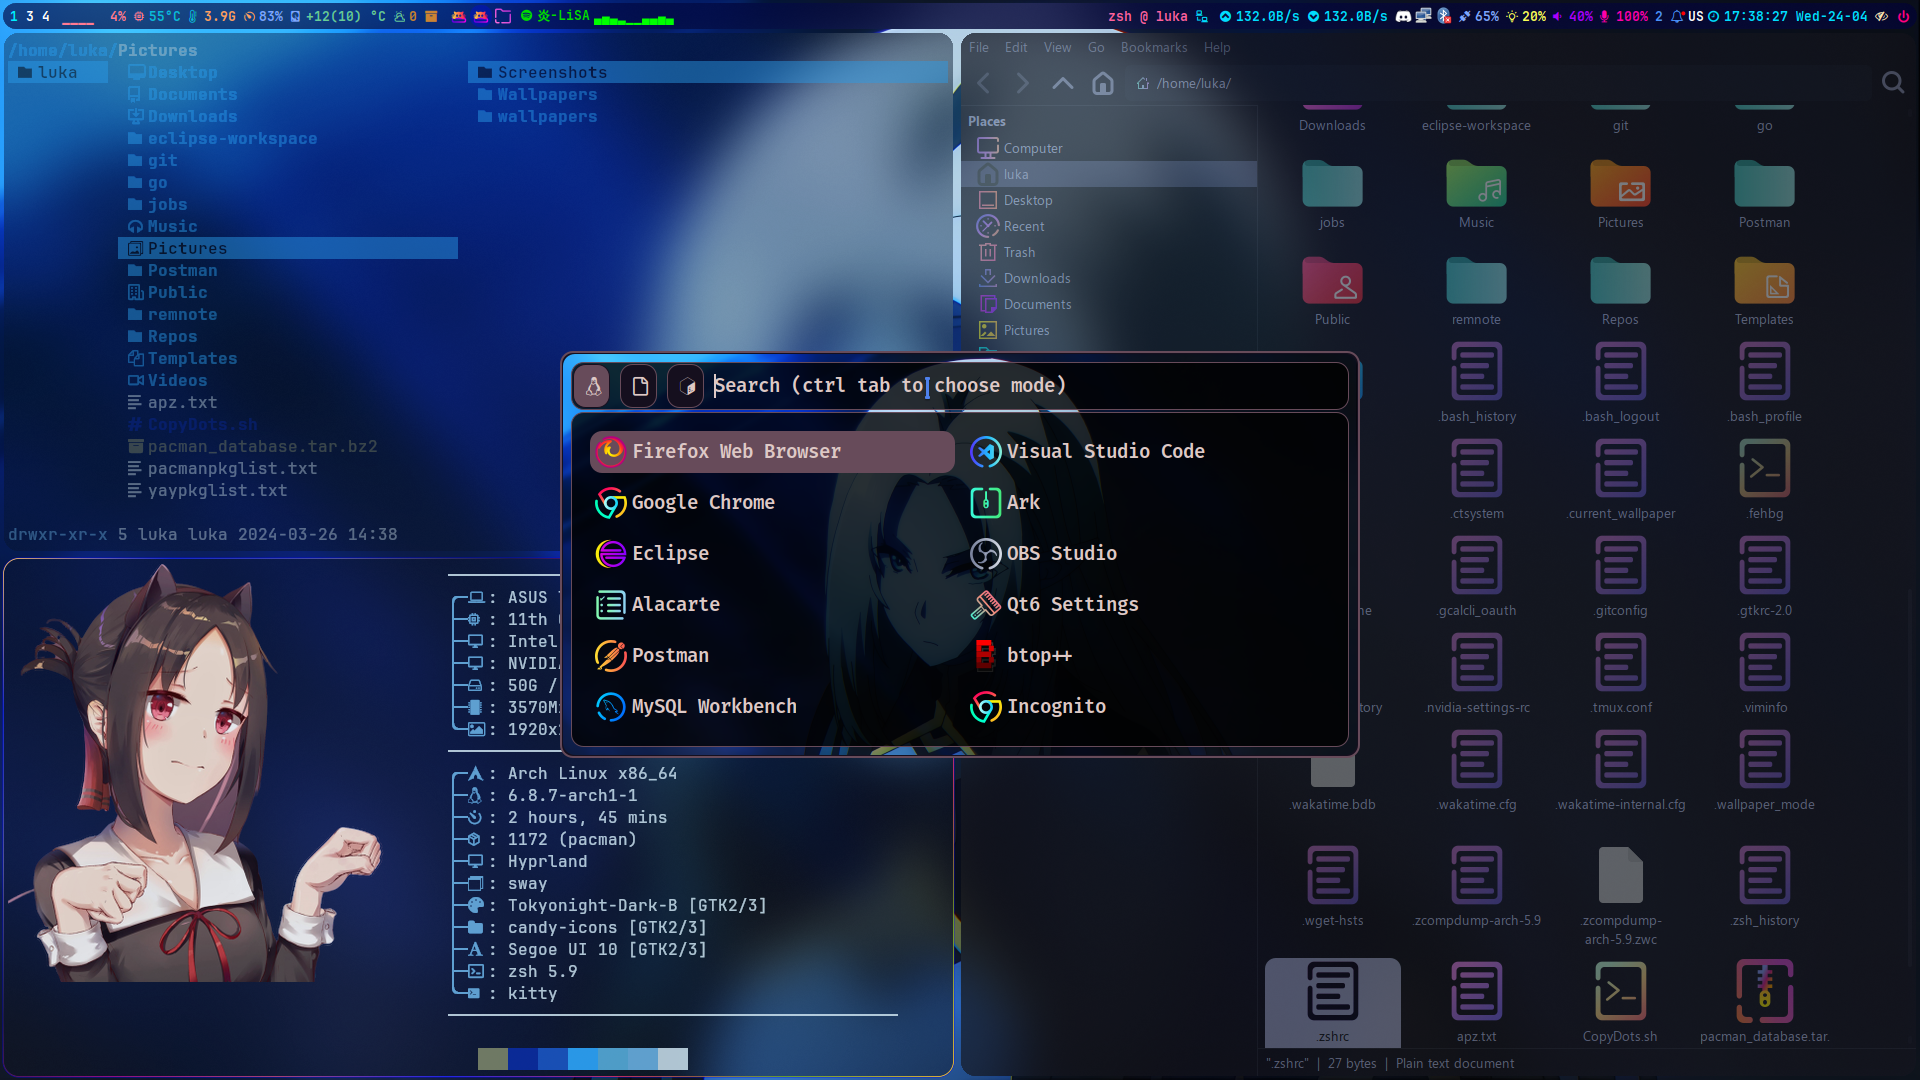 1 3 4 ____ 4% 55°C 3.9G 83% +12(10) °C 0 炎-LiSA
zsh @ luka 132.0B/s 132.0B/s 65% 20% 40% 100% 2 US 17:38:27 Wed-24-04
/home/luka/Pictures
luka
Desktop
Documents
Downloads
eclipse-workspace
git
go
jobs
Music
Pictures
Postman
Public
remnote
Repos
Templates
Videos
apz.txt
# CopyDots.sh
pacman_database.tar.bz2
pacmanpkglist.txt
yaypkglist.txt
Screenshots
Wallpapers
wallpapers
drwxr-xr-x 5 luka luka 2024-03-26 14:38
File Edit View Go Bookmarks Help
/home/luka/
Places
Computer
luka
Desktop
Recent
Trash
Downloads
Documents
Pictures
Downloads eclipse-workspace git go
jobs Music Pictures Postman
Public remnote Repos Templates
.bash_history .bash_logout .bash_profile
.ctsystem .current_wallpaper .fehbg
.gcalcli_oauth .gitconfig .gtkrc-2.0
.nvidia-settings-rc .tmux.conf .viminfo
.wakatime.bdb .wakatime.cfg .wakatime-internal.cfg .wallpaper_mode
.wget-hsts .zcompdump-arch-5.9 .zcompdump-
arch-5.9.zwc .zsh_history
.zshrc apz.txt CopyDots.sh pacman_database.tar.
".zshrc" | 27 bytes | Plain text document
Search (ctrl tab to choose mode)
Firefox Web Browser
Visual Studio Code
Google Chrome
Ark
Eclipse
OBS Studio
Alacarte
Qt6 Settings
Postman
btop++
MySQL Workbench
Incognito
: ASUS
: 11th
: Intel
: NVIDI
: 50G /
: 3570M
: 1920x
: Arch Linux x86_64
: 6.8.7-arch1-1
: 2 hours, 45 mins
: 1172 (pacman)
: Hyprland
: sway
: Tokyonight-Dark-B [GTK2/3]
: candy-icons [GTK2/3]
: Segoe UI 10 [GTK2/3]
: zsh 5.9
: kitty